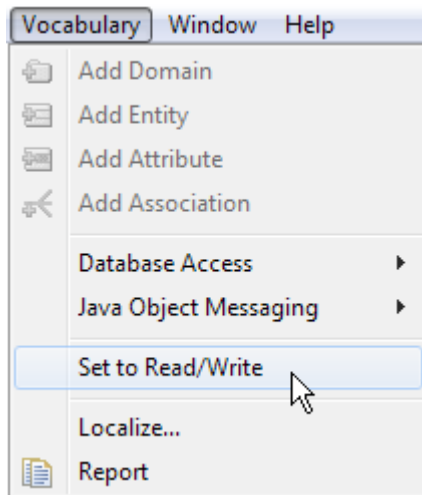 Vocabulary Window Help
Add Domain
Add Entity
Add Attribute
Add Association
Database Access
Java Object Messaging
Set to Read/Write
Localize...
Report